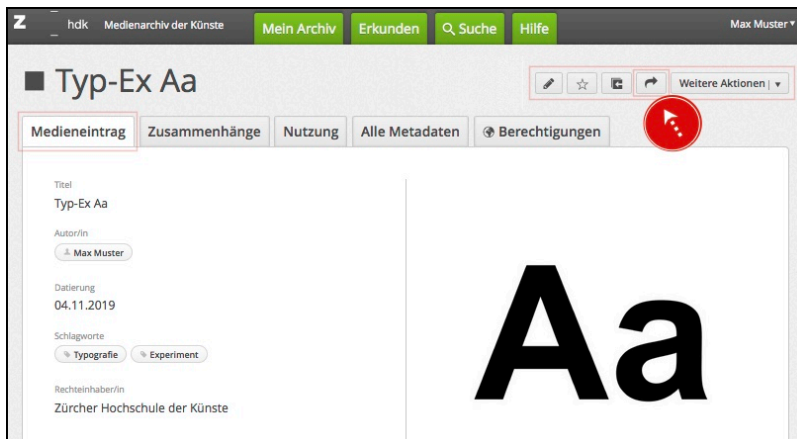 Z hdk Medienarchiv der Künste Mein Archiv Erkunden Suche Hilfe Max Muster
Typ-Ex Aa
Weitere Aktionen
Medieneintrag Zusammenhänge Nutzung Alle Metadaten Berechtigungen
Titel
Typ-Ex Aa
Autor/in
Max Muster
Datierung
04.11.2019
Schlagworte
Typografie Experiment
Rechteinhaber/in
Zürcher Hochschule der Künste
Aa